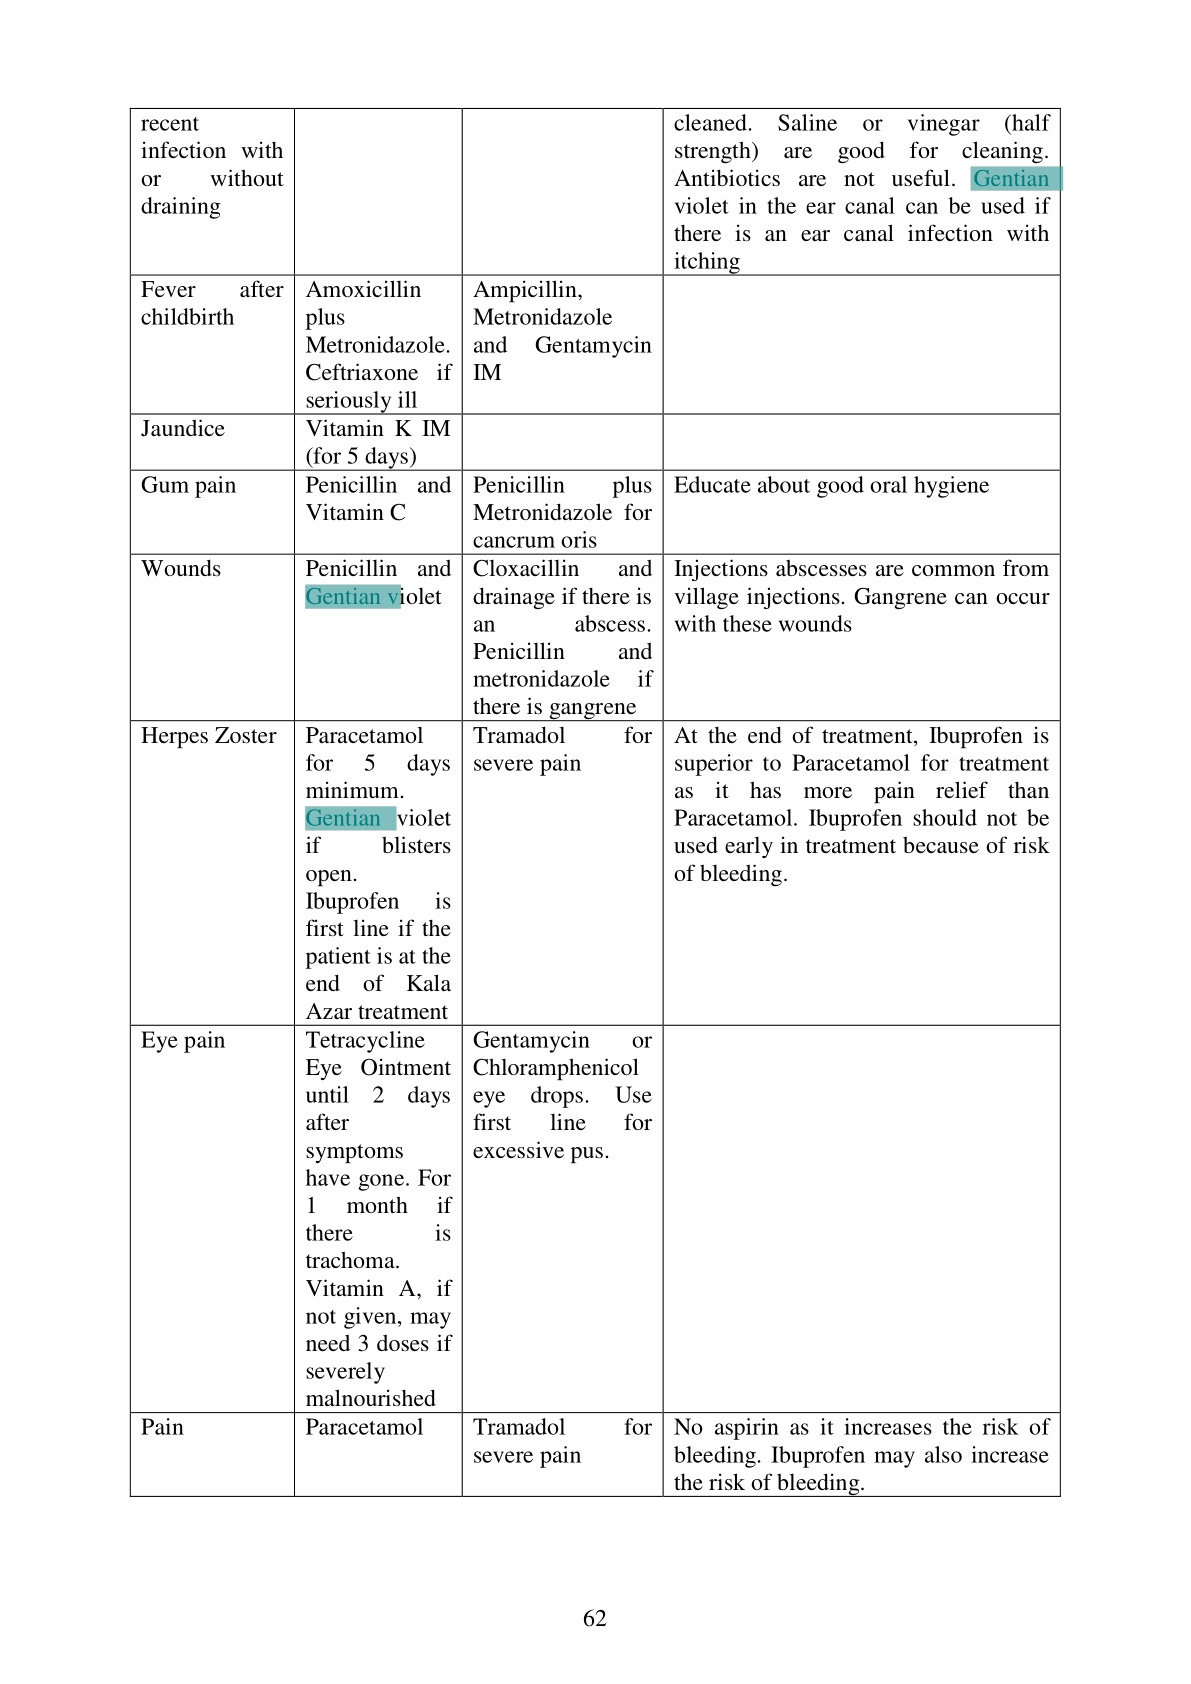 recent
infection with
or without
draining
cleaned. Saline or vinegar (half
strength) are good for cleaning.
Antibiotics are not useful. Gentian
violet in the ear canal can be used if
there is an ear canal infection with
itching
Fever after
childbirth
Amoxicillin
plus
Metronidazole.
Ceftriaxone if
seriously ill
Ampicillin,
Metronidazole
and Gentamycin
IM
Jaundice
Vitamin K IM
(for 5 days)
Gum pain
Penicillin and
Vitamin C
Penicillin plus
Metronidazole for
cancrum oris
Educate about good oral hygiene
Wounds
Penicillin and
Gentian violet
Cloxacillin and
drainage if there is
an abscess.
Penicillin and
metronidazole if
there is gangrene
Injections abscesses are common from
village injections. Gangrene can occur
with these wounds
Herpes Zoster
Paracetamol
for 5 days
minimum.
Gentian violet
if blisters
open.
Ibuprofen is
first line if the
patient is at the
end of Kala
Azar treatment
Tramadol for
severe pain
At the end of treatment, Ibuprofen is
superior to Paracetamol for treatment
as it has more pain relief than
Paracetamol. Ibuprofen should not be
used early in treatment because of risk
of bleeding.
Eye pain
Tetracycline
Eye Ointment
until 2 days
after
symptoms
have gone. For
1 month if
there is
trachoma.
Vitamin A, if
not given, may
need 3 doses if
severely
malnourished
Gentamycin or
Chloramphenicol
eye drops. Use
first line for
excessive pus.
Pain
Paracetamol
Tramadol for
severe pain
No aspirin as it increases the risk of
bleeding. Ibuprofen may also increase
the risk of bleeding.
62